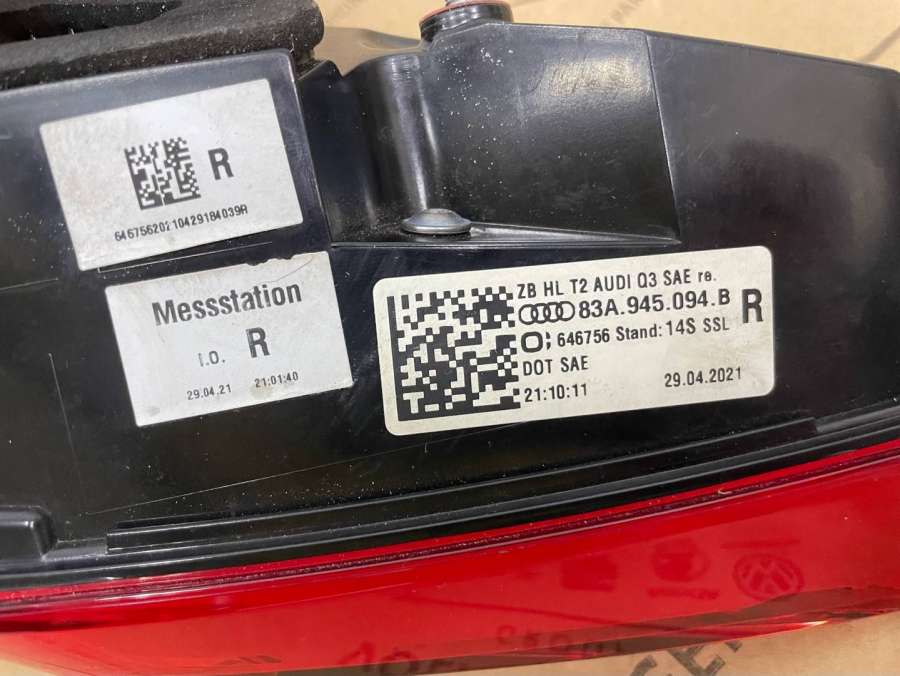 R
64675620210429184039R
Messstation
i.O. R
29.04.21 21:01:40
ZB HL T2 AUDI Q3 SAE re.
83A.945.094.B R
646756 Stand: 14S SSL
DOT SAE
21:10:11 29.04.2021